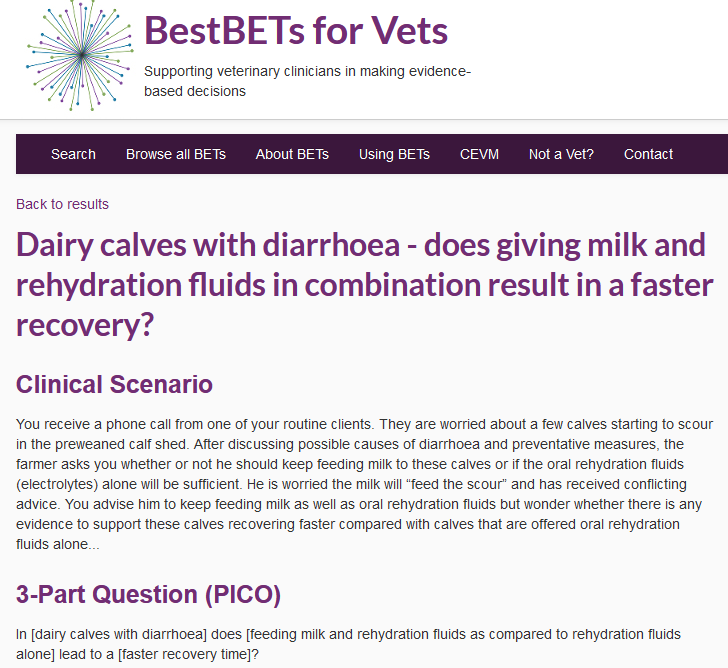 BestBETs for Vets
Supporting veterinary clinicians in making evidence-
based decisions
Search Browse all BETs About BETs Using BETs CEVM Not a Vet? Contact
Back to results
Dairy calves with diarrhoea - does giving milk and
rehydration fluids in combination result in a faster
recovery?
Clinical Scenario
You receive a phone call from one of your routine clients. They are worried about a few calves starting to scour
in the preweaned calf shed. After discussing possible causes of diarrhoea and preventative measures, the
farmer asks you whether or not he should keep feeding milk to these calves or if the oral rehydration fluids
(electrolytes) alone will be sufficient. He is worried the milk will “feed the scour” and has received conflicting
advice. You advise him to keep feeding milk as well as oral rehydration fluids but wonder whether there is any
evidence to support these calves recovering faster compared with calves that are offered oral rehydration
fluids alone...
3-Part Question (PICO)
In [dairy calves with diarrhoea] does [feeding milk and rehydration fluids as compared to rehydration fluids
alone] lead to a [faster recovery time]?